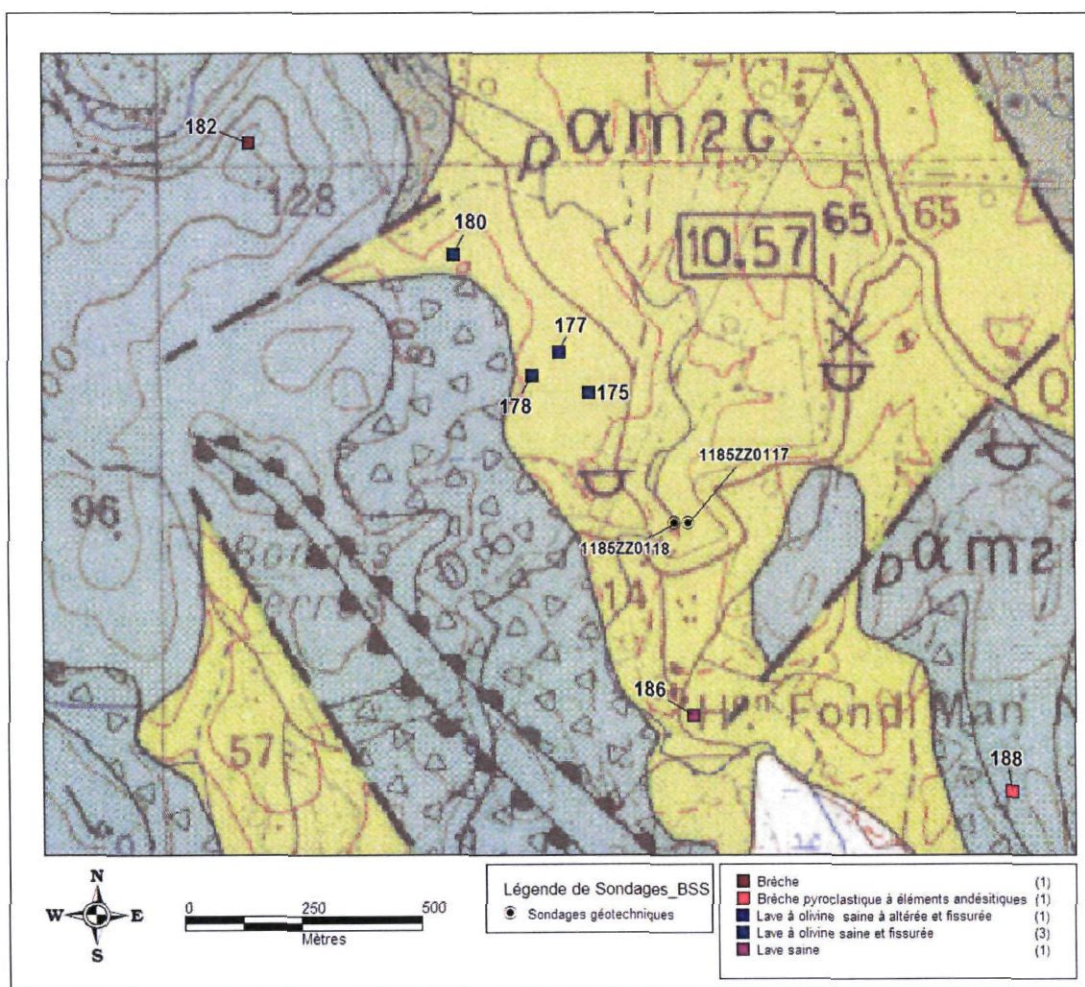 ραm2c
182
128
180
65
65
10.57
177
178
175
1185ZZ0117
1185ZZ0118
96
14
ραm2
186
Fond
Man
57
188
N
W
E
S
0
250
500
Mètres
Légende de Sondages_BSS
Sondages géotechniques
Brèche (1)
Brèche pyroclastique à éléments andésitiques (1)
Lave à olivine saine à altérée et fissurée (1)
Lave à olivine saine et fissurée (3)
Lave saine (1)